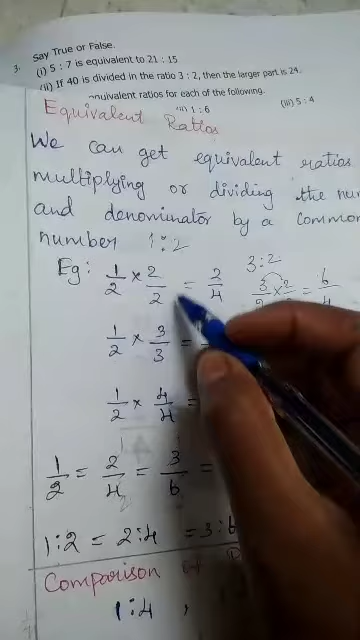 3. Say True or False.
(i) 5 : 7 is equivalent to 21 : 15
(ii) If 40 is divided in the ratio 3 : 2, then the larger part is 24.
quivalent ratios for each of the following.
(ii) 1 : 6 (iii) 5 : 4
Equivalent Ratios
We can get equivalent ratios
multiplying or dividing the
and denominator by a common
number 1:2
Eg: 1/2 × 2/2 = 2/4
3:2
3/2 × 2/2 = 6/4
1/2 × 3/3 =
1/2 × 4/4 =
1/2 = 2/4 = 3/6 =
1:2 = 2:4 = 3:6
Comparison
1:4 ,